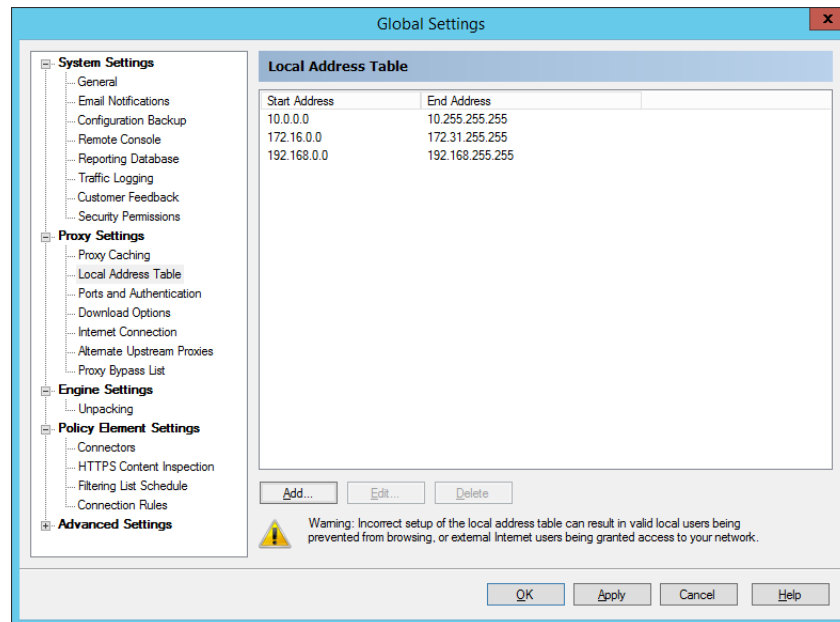 Global Settings
x
System Settings
General
Email Notifications
Configuration Backup
Remote Console
Reporting Database
Traffic Logging
Customer Feedback
Security Permissions
Proxy Settings
Proxy Caching
Local Address Table
Ports and Authentication
Download Options
Internet Connection
Alternate Upstream Proxies
Proxy Bypass List
Engine Settings
Unpacking
Policy Element Settings
Connectors
HTTPS Content Inspection
Filtering List Schedule
Connection Rules
Advanced Settings
Local Address Table
Start Address End Address
10.0.0.0 10.255.255.255
172.16.0.0 172.31.255.255
192.168.0.0 192.168.255.255
Add... Edit... Delete
Warning: Incorrect setup of the local address table can result in valid local users being
prevented from browsing, or external Internet users being granted access to your network.
OK Apply Cancel Help